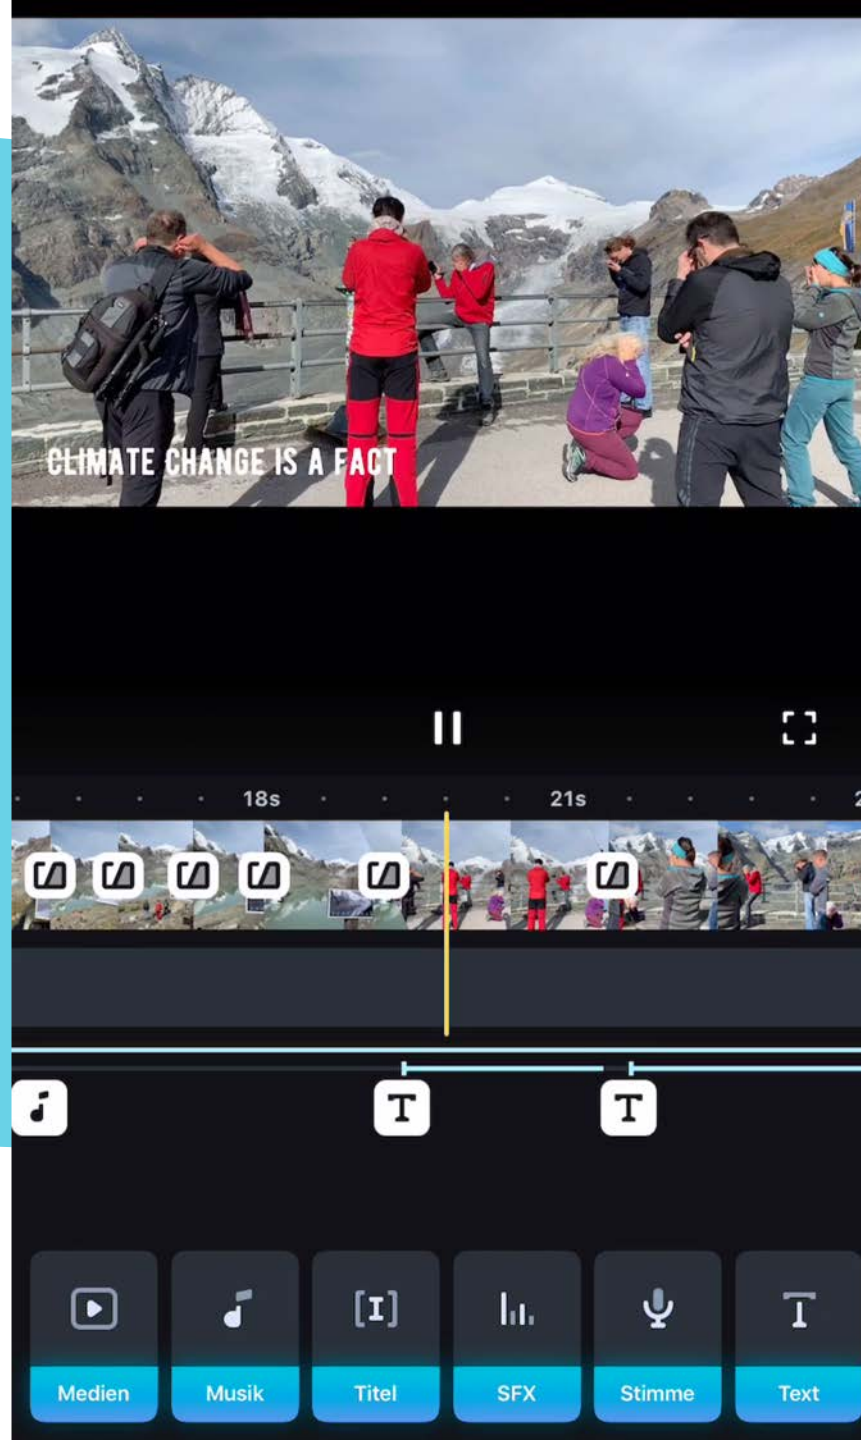 CLIMATE CHANGE IS A FACT
18s
21s
Medien
Musik
Titel
SFX
Stimme
Text